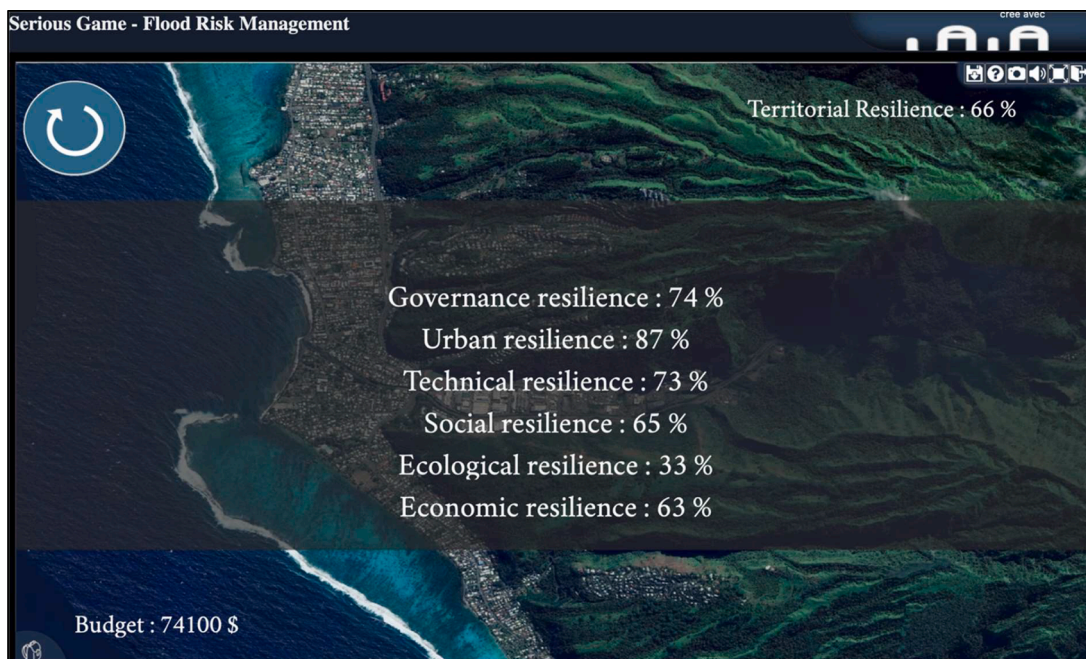 Serious Game - Flood Risk Management
créé avec
Territorial Resilience : 66 %
Governance resilience : 74 %
Urban resilience : 87 %
Technical resilience : 73 %
Social resilience : 65 %
Ecological resilience : 33 %
Economic resilience : 63 %
Budget : 74100 $